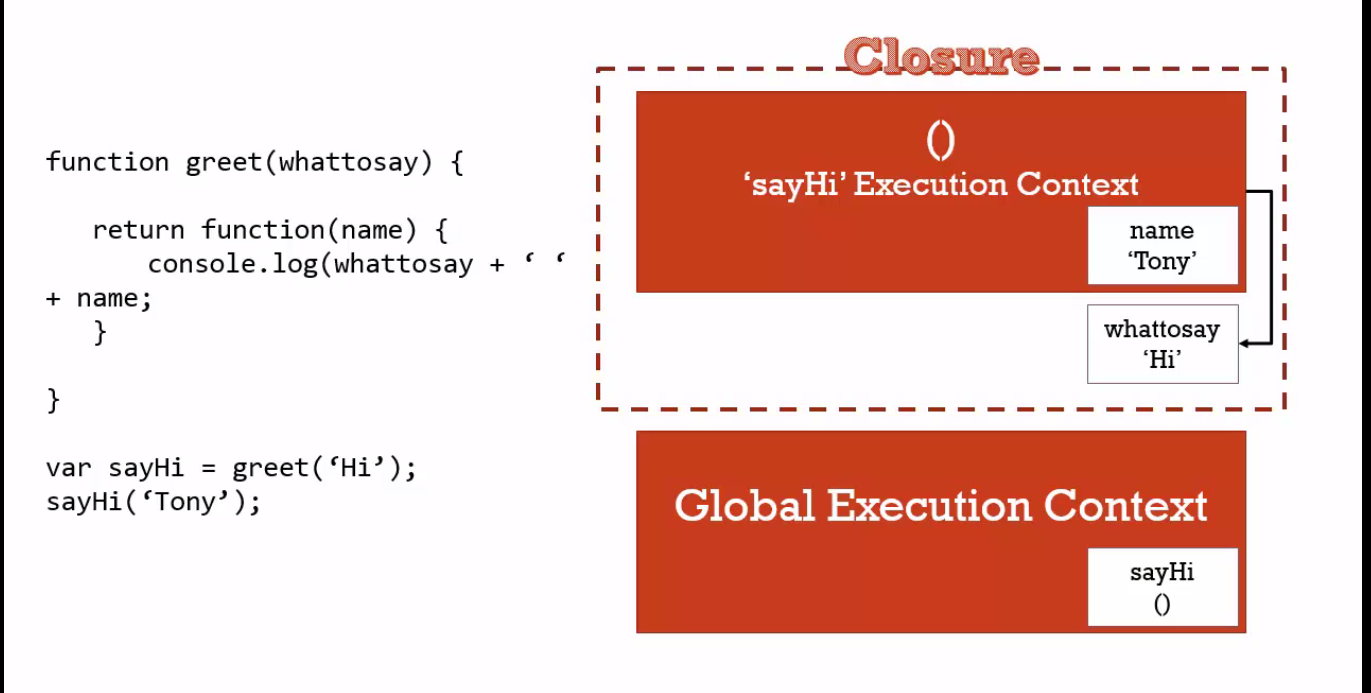 function greet(whattosay) {
return function(name) {
console.log(whattosay + ‘ ‘
+ name;
}
}
var sayHi = greet(‘Hi’);
sayHi(‘Tony’);
Closure
()
‘sayHi’ Execution Context
name
‘Tony’
whattosay
‘Hi’
Global Execution Context
sayHi
()